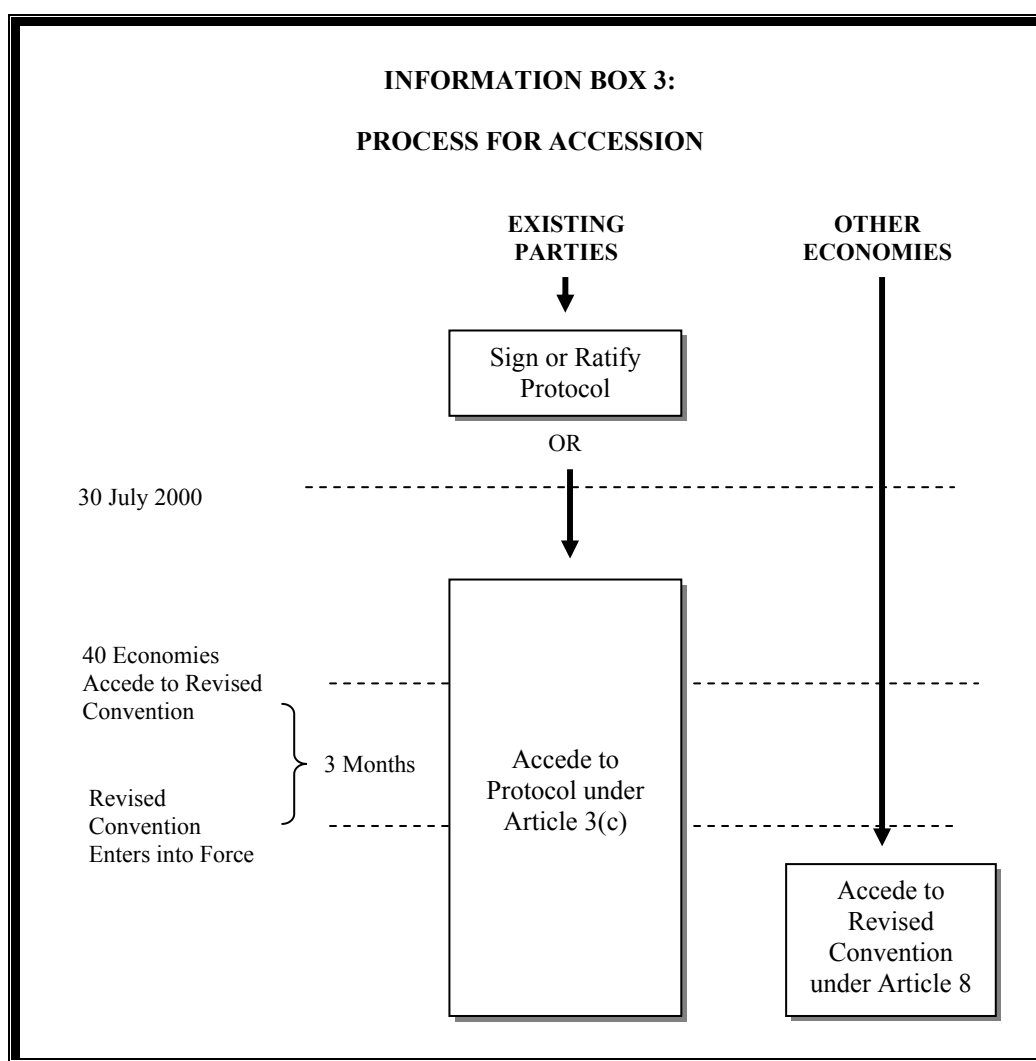 INFORMATION BOX 3:
PROCESS FOR ACCESSION
EXISTING
PARTIES
OTHER
ECONOMIES
Sign or Ratify
Protocol
OR
30 July 2000
40 Economies
Accede to Revised
Convention
3 Months
Revised
Convention
Enters into Force
Accede to
Protocol under
Article 3(c)
Accede to
Revised
Convention
under Article 8